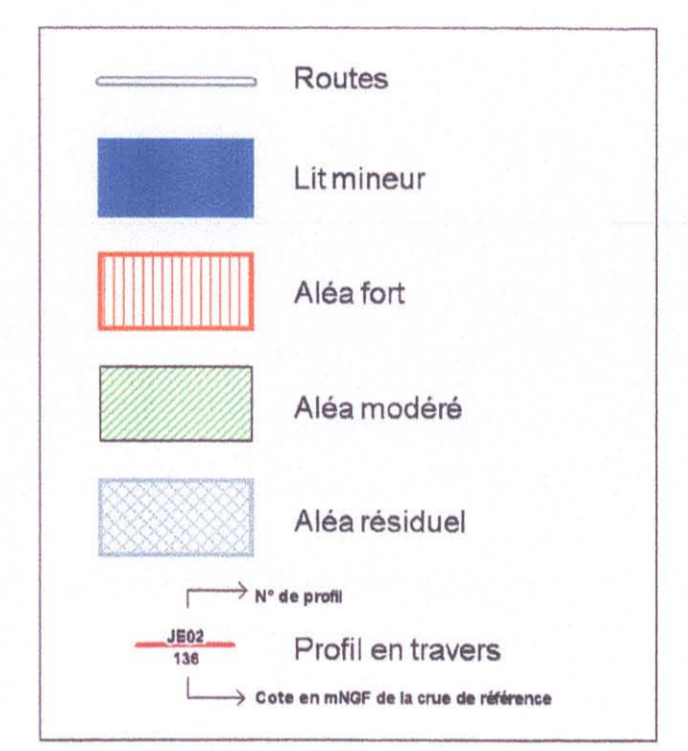 Routes
Lit mineur
Aléa fort
Aléa modéré
Aléa résiduel
N° de profil
JE02
136
Profil en travers
Cote en mNGF de la crue de référence